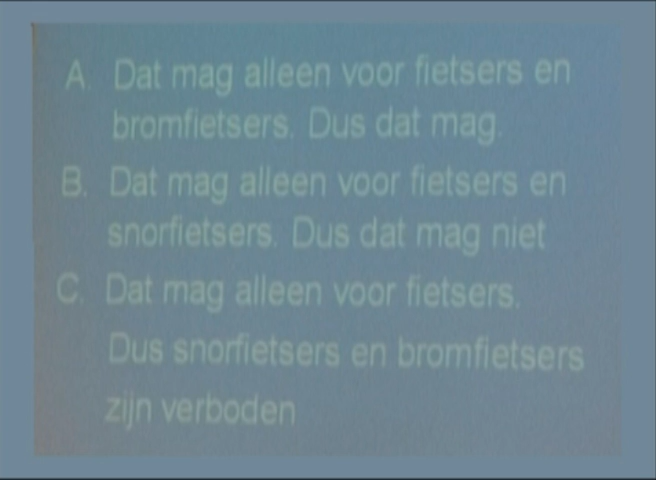 A. Dat mag alleen voor fietsers en
bromfietsers. Dus dat mag.
B. Dat mag alleen voor fietsers en
snorfietsers. Dus dat mag niet
C. Dat mag alleen voor fietsers.
Dus snorfietsers en bromfietsers
zijn verboden